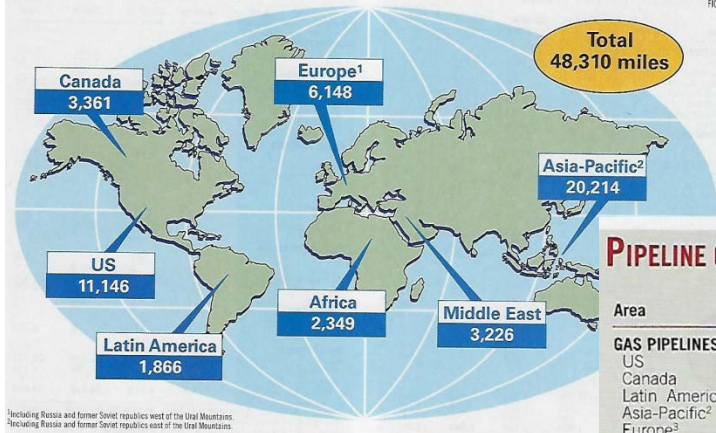 Total
48,310 miles
Canada
3,361
Europe¹
6,148
Asia-Pacific²
20,214
US
11,146
Africa
2,349
Middle East
3,226
Latin America
1,866
¹Including Russia and former Soviet republics west of the Ural Mountains.
²Including Russia and former Soviet republics east of the Ural Mountains.
PIPELINE
Area
GAS PIPELINES
US
Canada
Latin Americ
Asia-Pacific²
Europe³